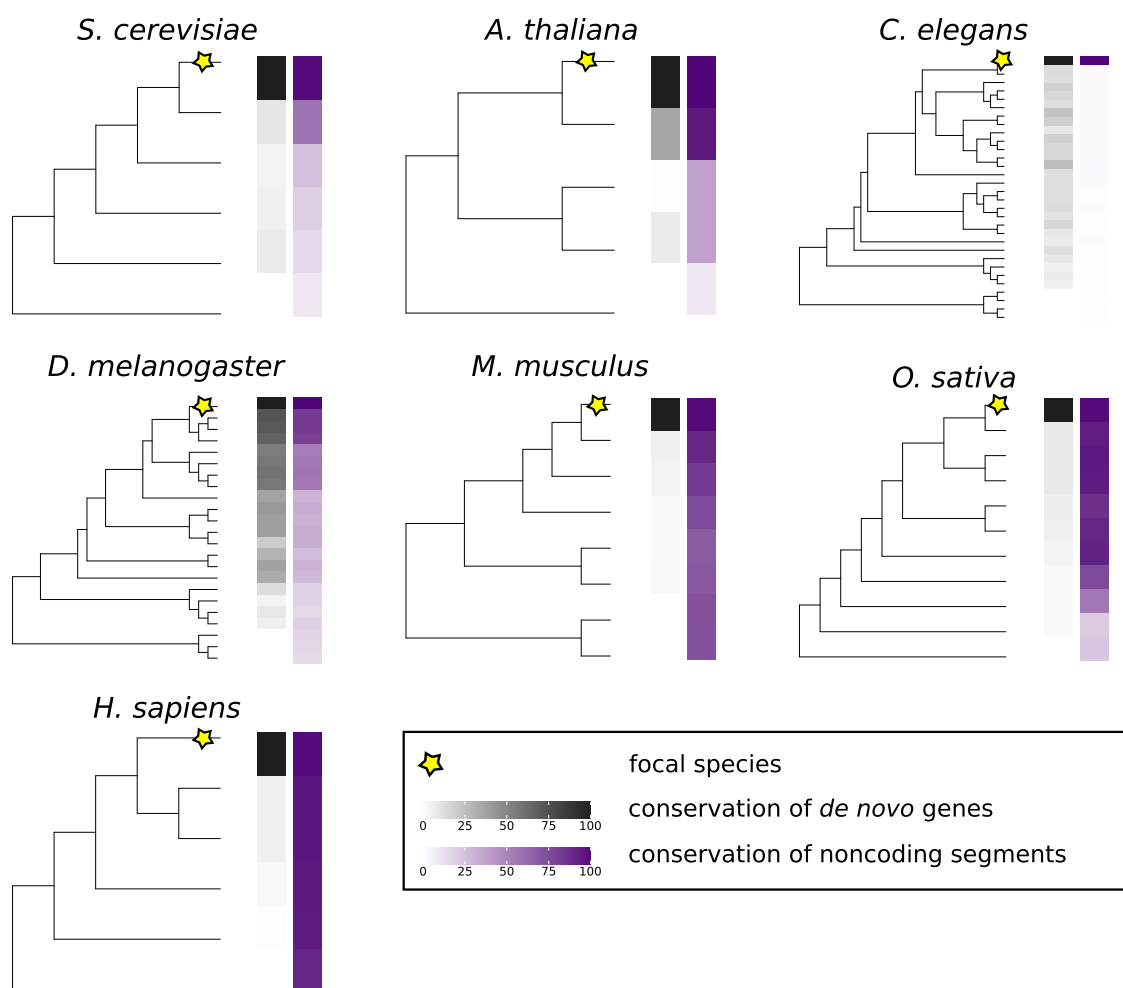 S. cerevisiae
A. thaliana
C. elegans
D. melanogaster
M. musculus
O. sativa
H. sapiens
focal species
conservation of de novo genes
0 25 50 75 100
conservation of noncoding segments
0 25 50 75 100